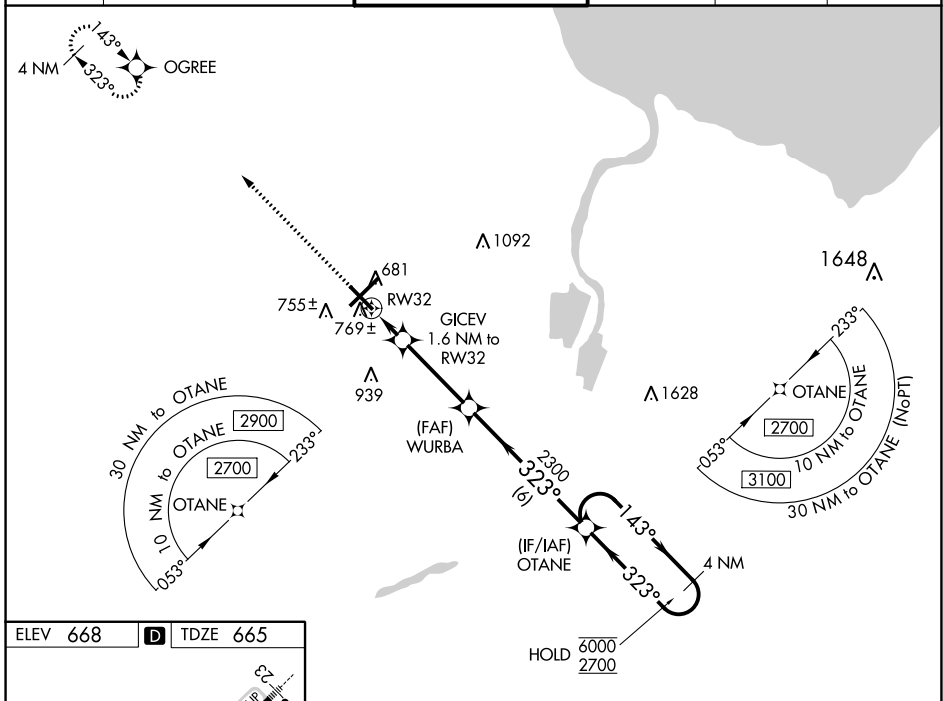 143°
4 NM
323°
OGREE
1092
1648
681
RW32
755±
769±
GICEV
1.6 NM to
RW32
939
1628
(FAF)
WURBA
2300
323°
(6)
(IF/IAF)
OTANE
143°
323°
4 NM
HOLD 6000
2700
30 NM to OTANE
2900
10 NM to OTANE
2700
233°
OTANE
053°
233°
OTANE
2700
10 NM to OTANE
053°
3100
30 NM to OTANE (NoPT)
ELEV 668 D TDZE 665
23
UP